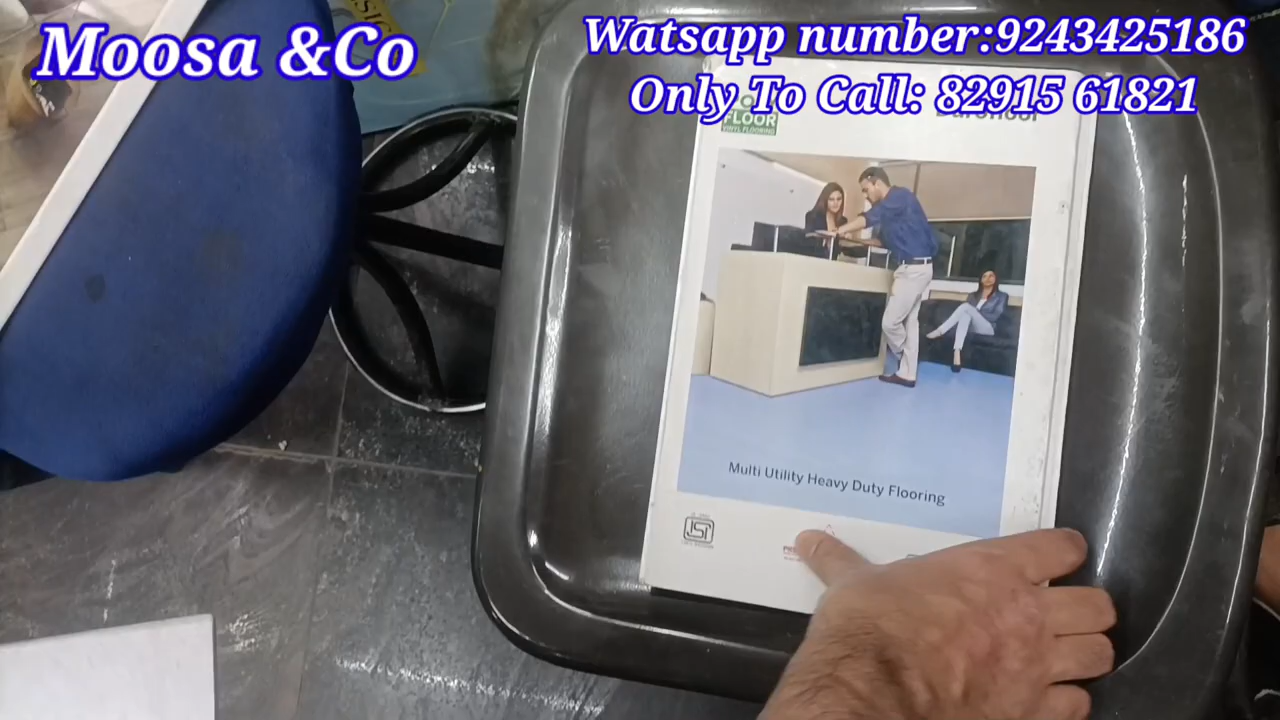 Moosa &Co
Watsapp number:9243425186
Only To Call: 82915 61821
FLOOR
VINYL FLOORING
Multi Utility Heavy Duty Flooring
ISI